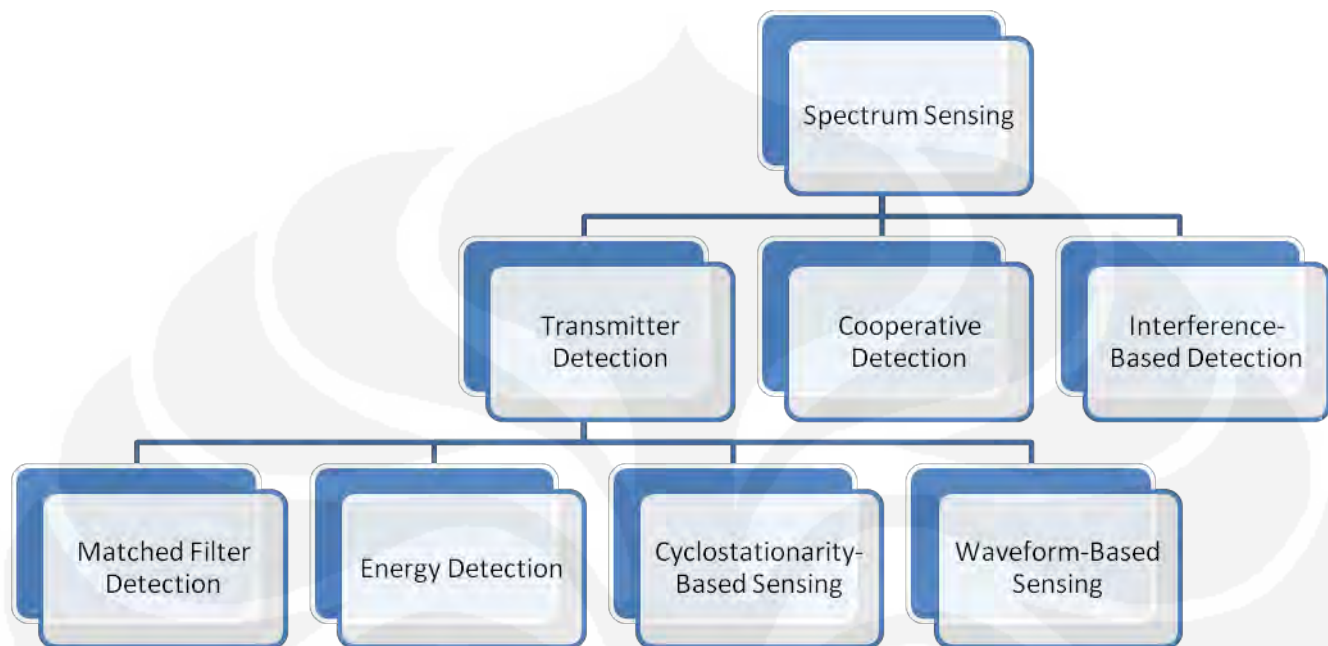 Spectrum Sensing
Transmitter
Detection
Cooperative
Detection
Interference-
Based Detection
Matched Filter
Detection
Energy Detection
Cyclostationarity-
Based Sensing
Waveform-Based
Sensing